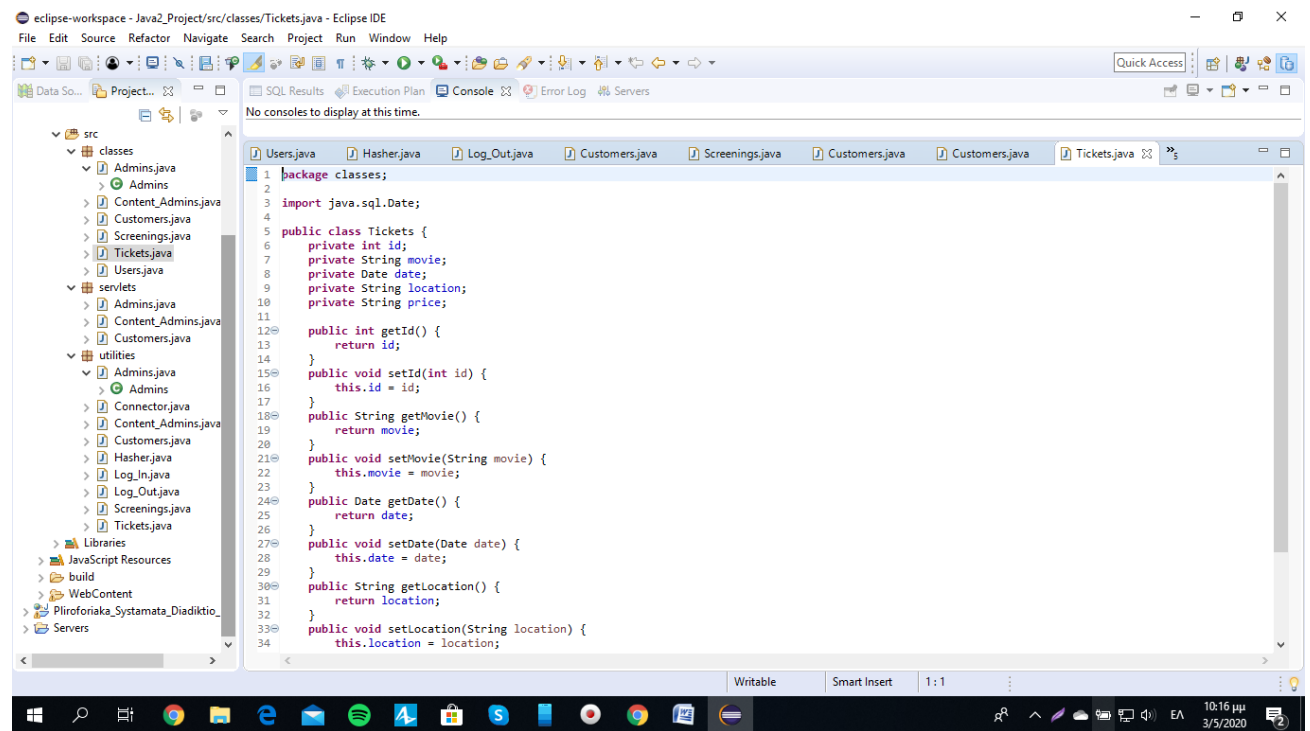 eclipse-workspace - Java2_Project/src/classes/Tickets.java - Eclipse IDE
File Edit Source Refactor Navigate Search Project Run Window Help
Quick Access
Data So... Project...
SQL Results Execution Plan Console Error Log Servers
No consoles to display at this time.
src
classes
Admins.java
Admins
Content_Admins.java
Customers.java
Screenings.java
Tickets.java
Users.java
servlets
Admins.java
Content_Admins.java
Customers.java
utilities
Admins.java
Admins
Connector.java
Content_Admins.java
Customers.java
Hasher.java
Log_In.java
Log_Out.java
Screenings.java
Tickets.java
Libraries
JavaScript Resources
build
WebContent
Pliroforiaka_Systamata_Diadiktio_
Servers
Users.java Hasher.java Log_Out.java Customers.java Screenings.java Customers.java Customers.java Tickets.java »5
1 package classes;
2
3 import java.sql.Date;
4
5 public class Tickets {
6 private int id;
7 private String movie;
8 private Date date;
9 private String location;
10 private String price;
11
12 public int getId() {
13 return id;
14 }
15 public void setId(int id) {
16 this.id = id;
17 }
18 public String getMovie() {
19 return movie;
20 }
21 public void setMovie(String movie) {
22 this.movie = movie;
23 }
24 public Date getDate() {
25 return date;
26 }
27 public void setDate(Date date) {
28 this.date = date;
29 }
30 public String getLocation() {
31 return location;
32 }
33 public void setLocation(String location) {
34 this.location = location;
Writable Smart Insert 1 : 1
ΕΛ
10:16 μμ
3/5/2020
2